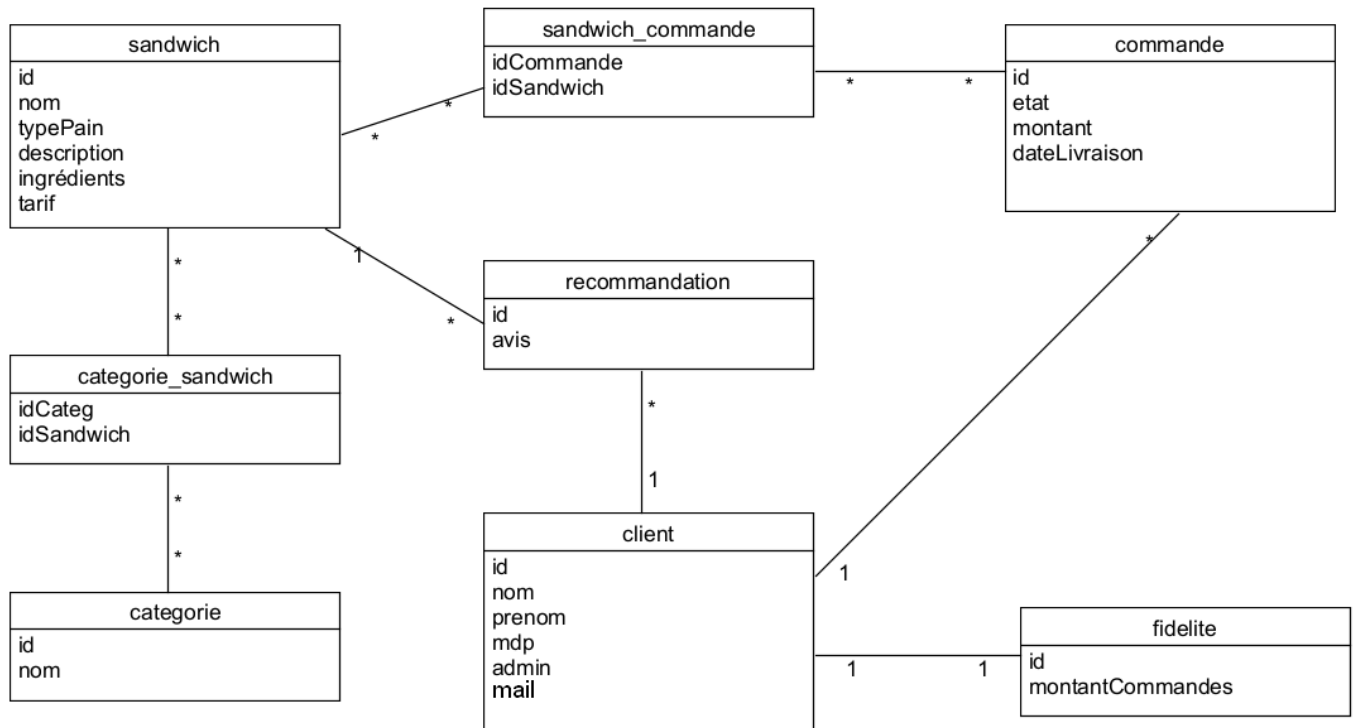 sandwich
id
nom
typePain
description
ingrédients
tarif
*
*
sandwich_commande
idCommande
idSandwich
*
*
commande
id
etat
montant
dateLivraison
1
*
recommandation
id
avis
*
*
categorie_sandwich
idCateg
idSandwich
*
*
categorie
id
nom
*
1
client
id
nom
prenom
mdp
admin
mail
*
1
1
1
fidelite
id
montantCommandes